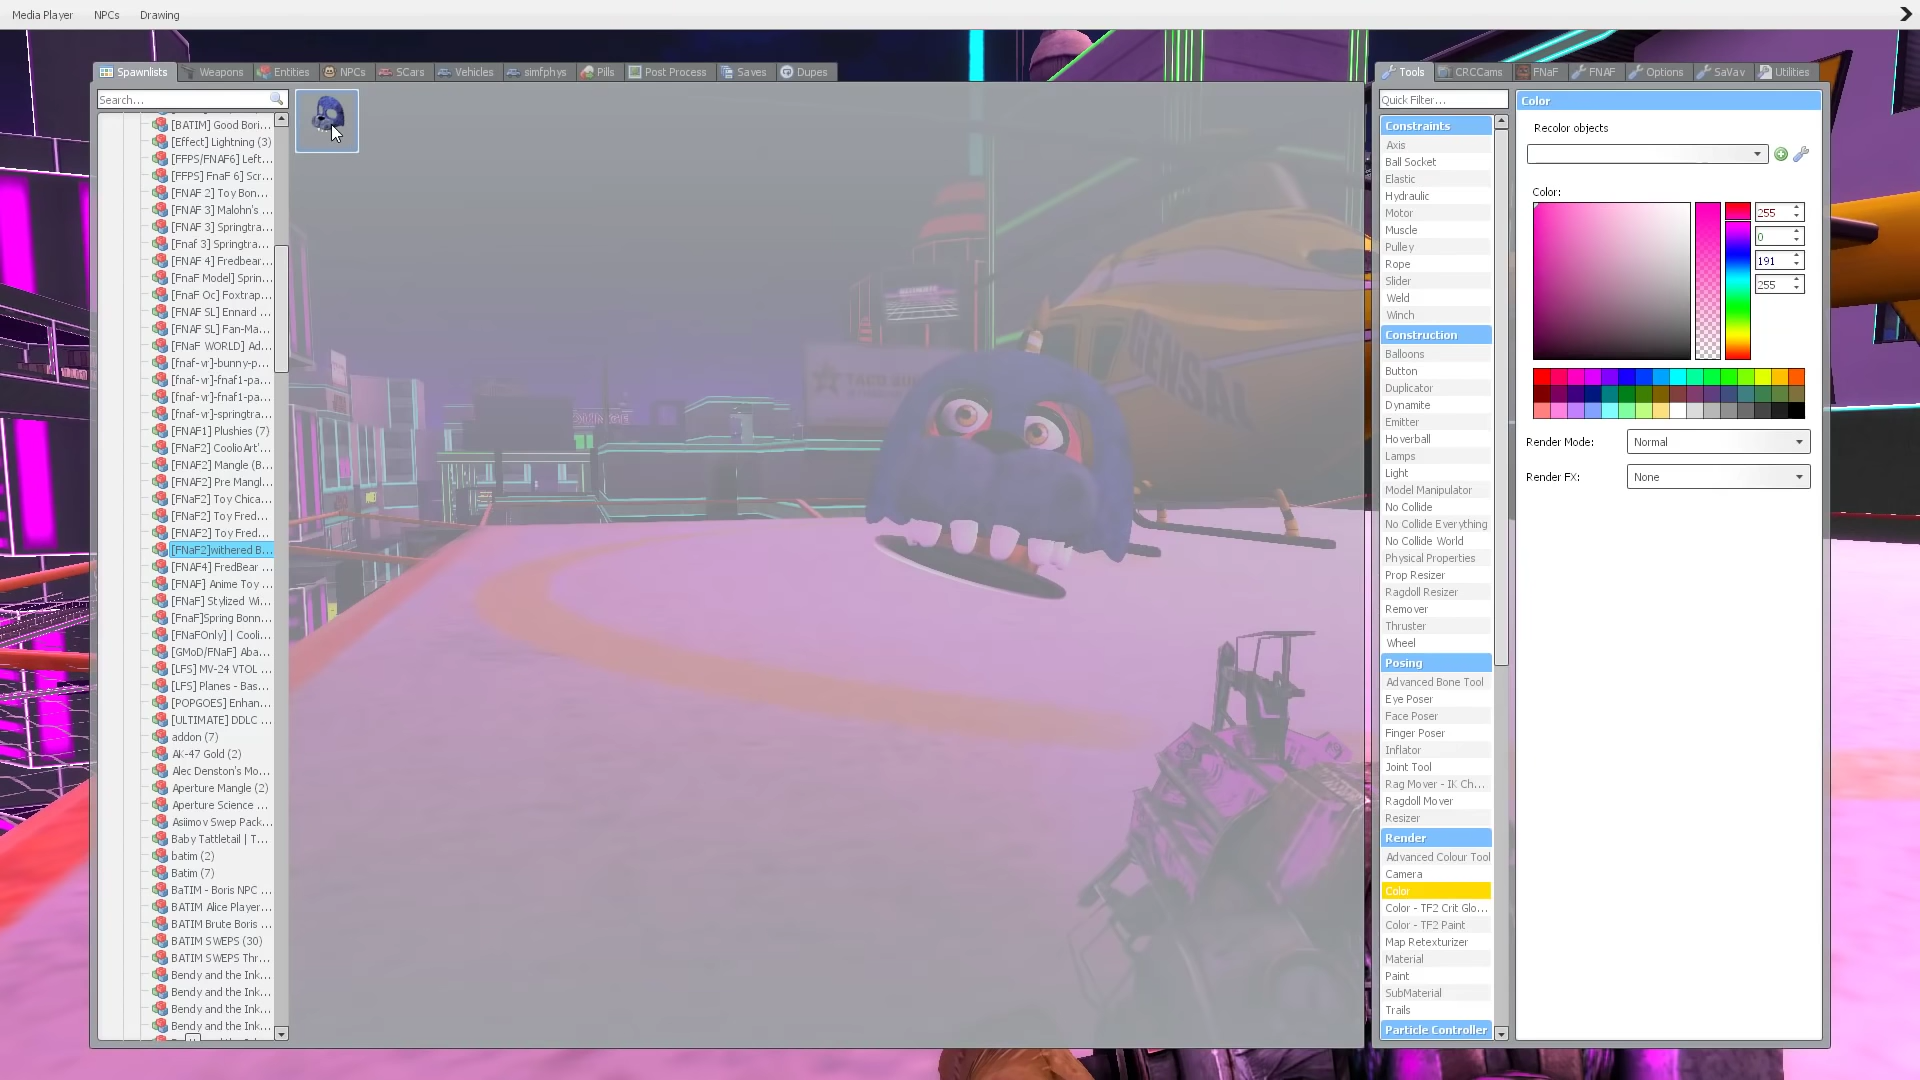 Media Player NPCs Drawing
Spawnlists Weapons Entities NPCs SCars Vehicles simfphys Pills Post Process Saves Dupes
Search...
[BATIM] Good Bori...
[Effect] Lightning (3)
[FFPS/FNAF6] Left...
[FFPS] FnaF 6] Scr...
[FNAF 2] Toy Bon...
[FNAF 3] Malohn's ...
[FNAF 3] Springtra...
[Fnaf 3] Springtra...
[FNAF 4] Fredbear...
[FnaF Model] Sprin...
[FnaF Oc] Foxtrap...
[FNAF SL] Ennard ...
[FNAF SL] Fan-Ma...
[FNaF WORLD] Ad...
[fnaf-vr]-bunny-p...
[fnaf-vr]-fnaf1-pa...
[fnaf-vr]-fnaf1-pa...
[fnaf-vr]-springtra...
[FNAF1] Plushies (7)
[FNaF2] CoolioArt'...
[FNAF2] Mangle (B...
[FNAF2] Pre Mangl...
[FNaF2] Toy Chica...
[FNaF2] Toy Fred...
[FNAF2] Toy Fred...
[FNaF2]withered B...
[FNAF4] FredBear ...
[FNAF] Anime Toy ...
[FNaF] Stylized Wi...
[FnaF]Spring Bonn...
[FNaFOnly] | Cooli...
[GMoD/FNaF] Aba...
[LFS] MV-24 VTOL ...
[LFS] Planes - Bas...
[POPGOES] Enhan...
[ULTIMATE] DDLC ...
addon (7)
AK-47 Gold (2)
Alec Denston's Mo...
Aperture Mangle (2)
Aperture Science ...
Asiimov Swep Pack...
Baby Tattletail | T...
batim (2)
Batim (7)
BaTIM - Boris NPC ...
BATIM Alice Player...
BATIM Brute Boris ...
BATIM SWEPS (30)
BATIM SWEPS Thr...
Bendy and the Ink...
Bendy and the Ink...
Bendy and the Ink...
Bendy and the Ink...
Tools CRCCams FNaF FNAF Options SaVav Utilities
Quick Filter...
Constraints
Axis
Ball Socket
Elastic
Hydraulic
Motor
Muscle
Pulley
Rope
Slider
Weld
Winch
Construction
Balloons
Button
Duplicator
Dynamite
Emitter
Hoverball
Lamps
Light
Model Manipulator
No Collide
No Collide Everything
No Collide World
Physical Properties
Prop Resizer
Ragdoll Resizer
Remover
Thruster
Wheel
Posing
Advanced Bone Tool
Eye Poser
Face Poser
Finger Poser
Inflator
Joint Tool
Rag Mover - IK Ch...
Ragdoll Mover
Resizer
Render
Advanced Colour Tool
Camera
Color
Color - TF2 Crit Glo...
Color - TF2 Paint
Map Retexturizer
Material
Paint
SubMaterial
Trails
Particle Controller
Color
Recolor objects
Color:
255
0
191
255
Render Mode: Normal
Render FX: None